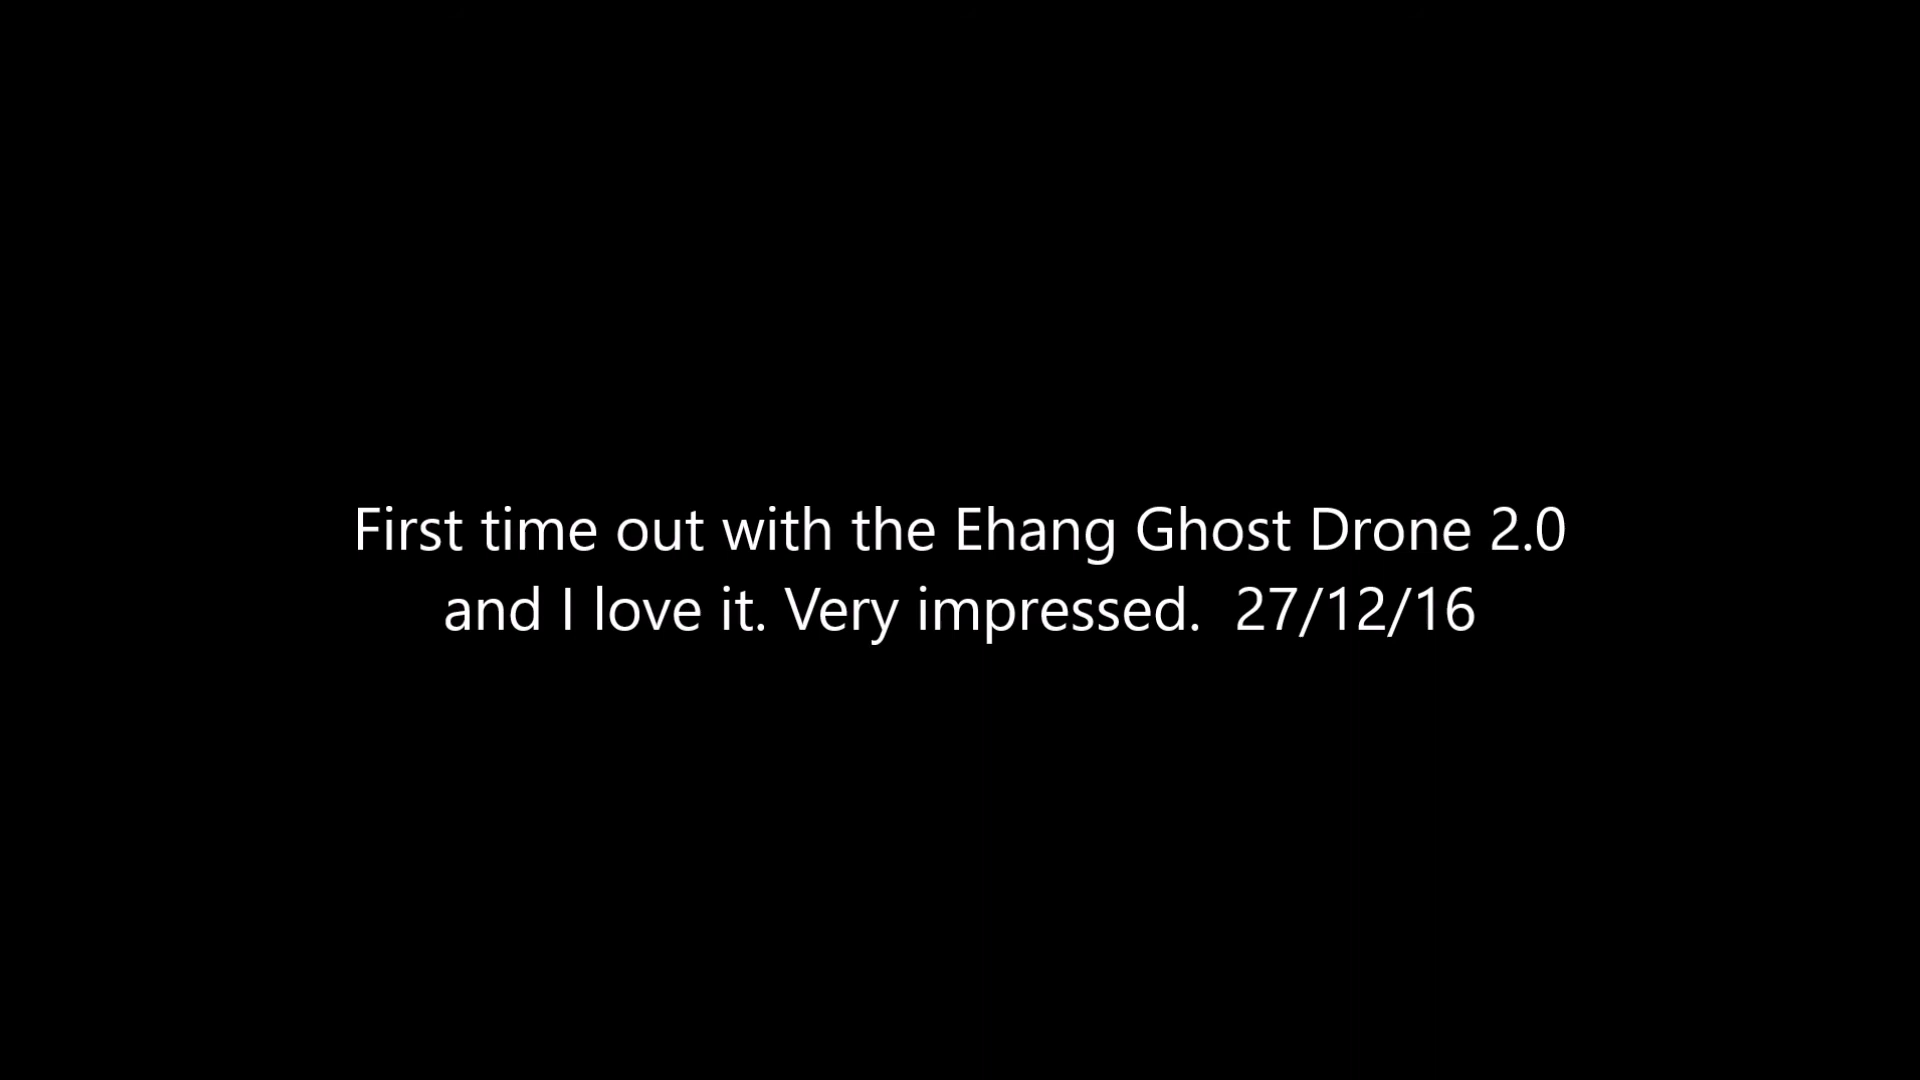 First time out with the Ehang Ghost Drone 2.0
and I love it. Very impressed.  27/12/16